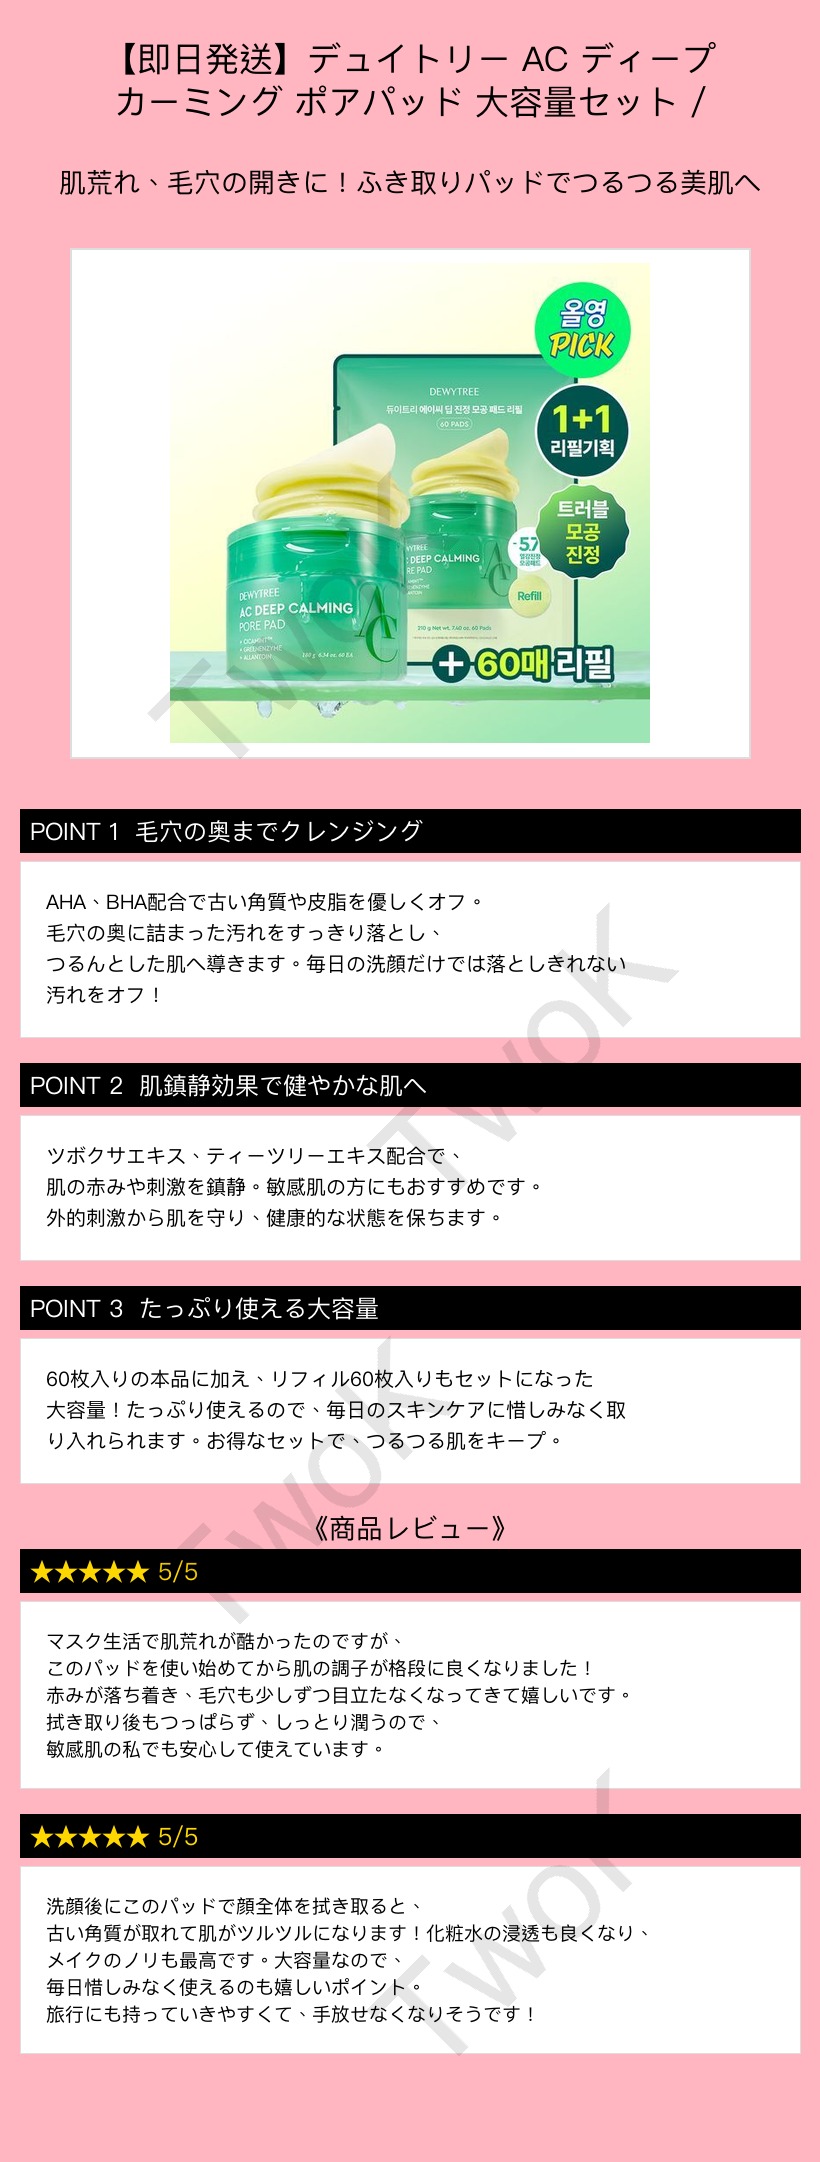 【即日発送】デュイトリー AC ディープ
カーミング ポアパッド 大容量セット /
肌荒れ、毛穴の開きに！ふき取りパッドでつるつる美肌へ
올영
PICK
DEWYTREE
듀이트리 에이씨 딥 진정 모공 패드 리필
60 PADS
1+1
리필기획
트러블
모공
진정
-5.7
열감진정
모공패드
WYTREE
C DEEP CALMING
RE PAD
AC
Refill
DEWYTREE
AC DEEP CALMING
PORE PAD
+ CICAMINT™
+ GREENENZYME
+ ALLANTOIN
180 g 6.34 oz. 60 EA
AC
210 g Net wt. 7.40 oz. 60 Pads
+ 60매 리필
TwoK
POINT 1 毛穴の奥までクレンジング
AHA、BHA配合で古い角質や皮脂を優しくオフ。
毛穴の奥に詰まった汚れをすっきり落とし、
つるんとした肌へ導きます。毎日の洗顔だけでは落としきれない
汚れをオフ！
TwoK
POINT 2 肌鎮静効果で健やかな肌へ
ツボクサエキス、ティーツリーエキス配合で、
肌の赤みや刺激を鎮静。敏感肌の方にもおすすめです。
外的刺激から肌を守り、健康的な状態を保ちます。
POINT 3 たっぷり使える大容量
60枚入りの本品に加え、リフィル60枚入りもセットになった
大容量！たっぷり使えるので、毎日のスキンケアに惜しみなく取
り入れられます。お得なセットで、つるつる肌をキープ。
TwoK
《商品レビュー》
★★★★★ 5/5
マスク生活で肌荒れが酷かったのですが、
このパッドを使い始めてから肌の調子が格段に良くなりました！
赤みが落ち着き、毛穴も少しずつ目立たなくなってきて嬉しいです。
拭き取り後もつっぱらず、しっとり潤うので、
敏感肌の私でも安心して使えています。
★★★★★ 5/5
洗顔後にこのパッドで顔全体を拭き取ると、
古い角質が取れて肌がツルツルになります！化粧水の浸透も良くなり、
メイクのノリも最高です。大容量なので、
毎日惜しみなく使えるのも嬉しいポイント。
旅行にも持っていきやすくて、手放せなくなりそうです！
TwoK